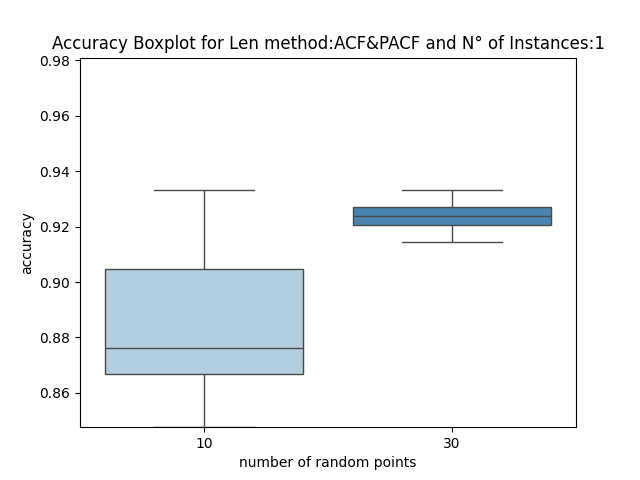 Accuracy Boxplot for Len method:ACF&PACF and N° of Instances:1
0.98
0.96
0.94
0.92
0.90
0.88
0.86
accuracy
10 30
number of random points